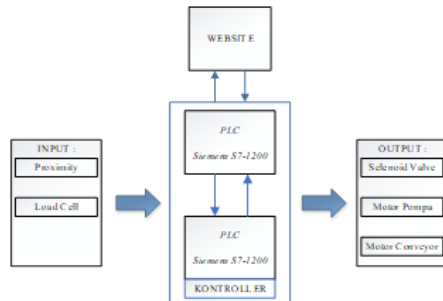 WEBSITE
INPUT :
Proximity
Load Cell
PLC
Siemens S7-1200
PLC
Siemens S7-1200
KONTROLLER
OUTPUT :
Selenoid Valve
Motor Pompa
Motor Conveyor